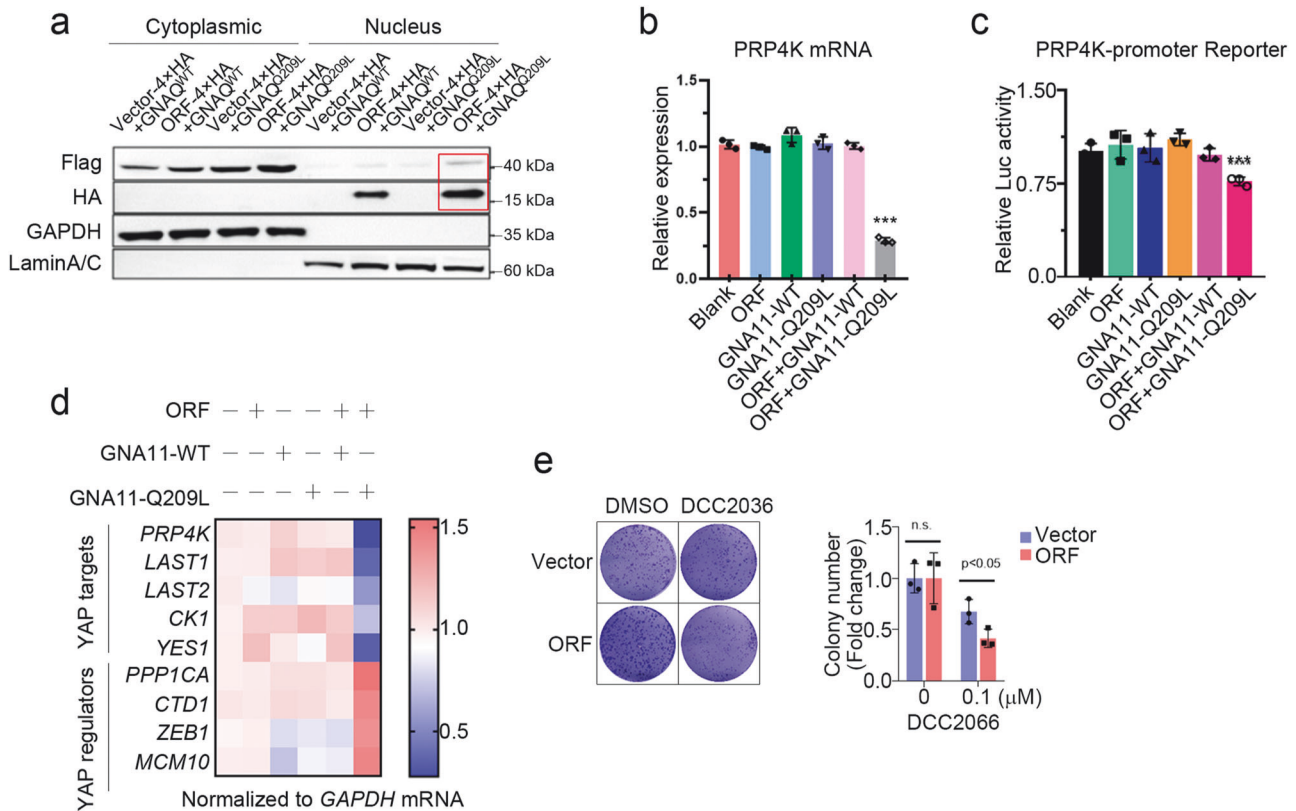 a
Cytoplasmic
Nucleus
Vector-4×HA
+GNAQWT
ORF-4×HA
+GNAQWT
Vector-4×HA
+GNAQQ209L
ORF-4×HA
+GNAQQ209L
Vector-4×HA
+GNAQWT
ORF-4×HA
+GNAQWT
Vector-4×HA
+GNAQQ209L
ORF-4×HA
+GNAQQ209L
Flag
40 kDa
HA
15 kDa
GAPDH
35 kDa
LaminA/C
60 kDa
b
PRP4K mRNA
Relative expression
1.5
1.0
0.5
0.0
***
Blank
ORF
GNA11-WT
GNA11-Q209L
ORF+GNA11-WT
ORF+GNA11-Q209L
c
PRP4K-promoter Reporter
Relative Luc activity
1.50
0.75
0.00
***
Blank
ORF
GNA11-WT
GNA11-Q209L
ORF+GNA11-WT
ORF+GNA11-Q209L
d
ORF – + – – + +
GNA11-WT – – + – + –
GNA11-Q209L – – – + – +
YAP targets
PRP4K
LAST1
LAST2
CK1
YES1
YAP regulators
PPP1CA
CTD1
ZEB1
MCM10
1.5
1.0
0.5
Normalized to GAPDH mRNA
e
DMSO DCC2036
Vector
ORF
Colony number
(Fold change)
1.5
1.0
0.5
0.0
n.s.
p<0.05
Vector
ORF
0 0.1 (μM)
DCC2066